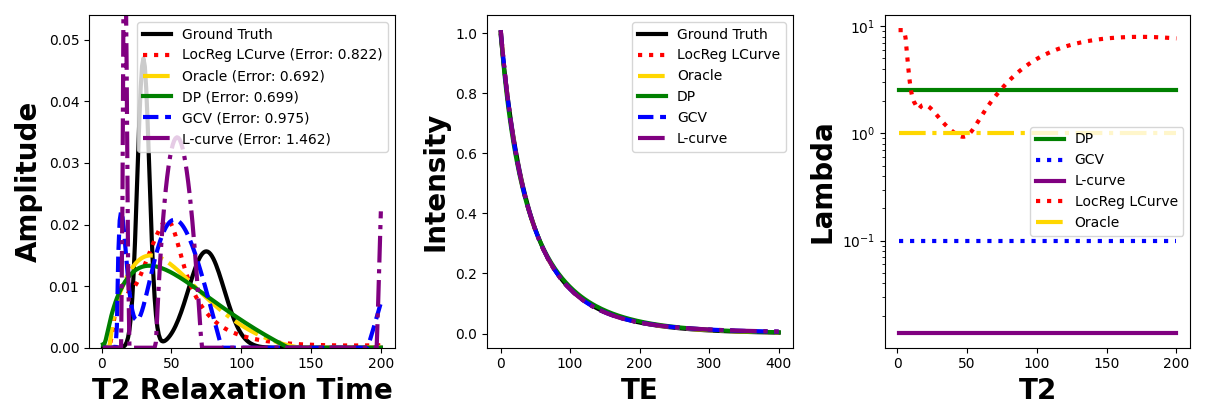 Amplitude
0.05
0.04
0.03
0.02
0.01
0.00
Ground Truth
LocReg LCurve (Error: 0.822)
Oracle (Error: 0.692)
DP (Error: 0.699)
GCV (Error: 0.975)
L-curve (Error: 1.462)
0 50 100 150 200
T2 Relaxation Time
Intensity
1.0
0.8
0.6
0.4
0.2
0.0
Ground Truth
LocReg LCurve
Oracle
DP
GCV
L-curve
0 100 200 300 400
TE
Lambda
10¹
10⁰
10⁻¹
DP
GCV
L-curve
LocReg LCurve
Oracle
0 50 100 150 200
T2